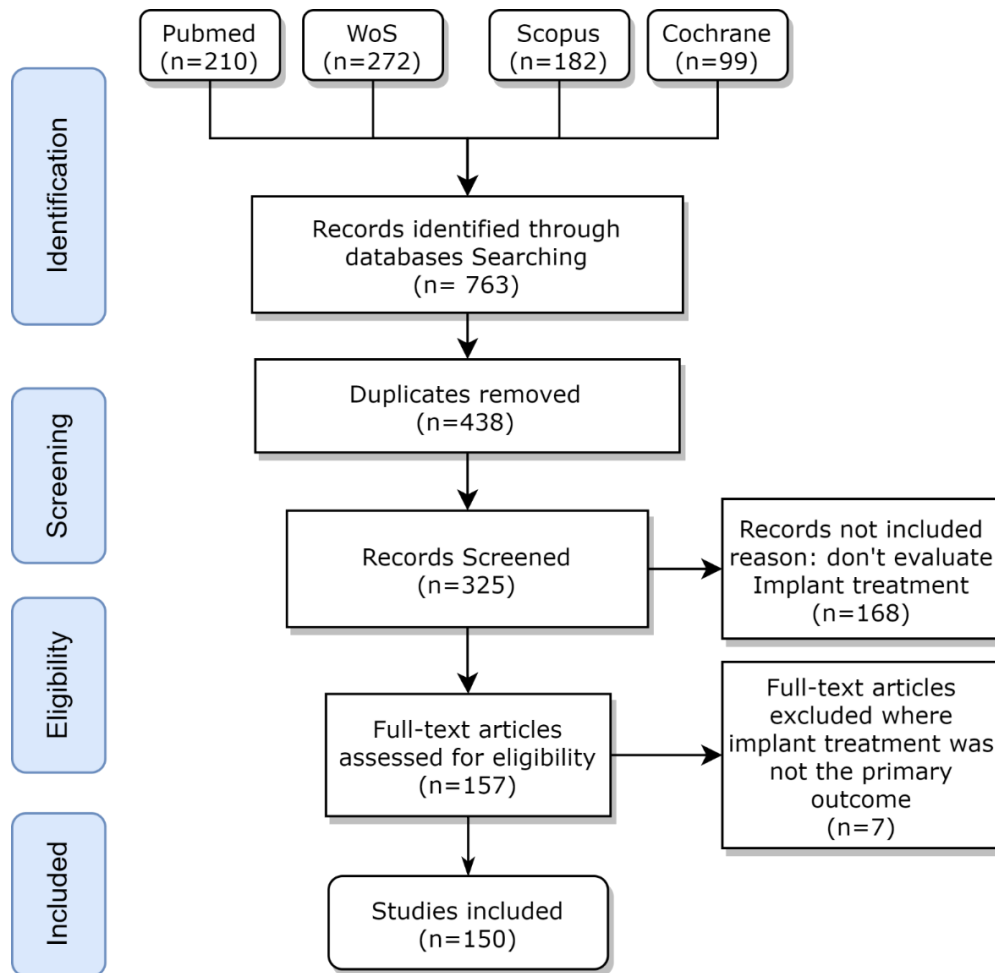 Pubmed
(n=210)
WoS
(n=272)
Scopus
(n=182)
Cochrane
(n=99)
Identification
Records identified through
databases Searching
(n= 763)
Screening
Duplicates removed
(n=438)
Records Screened
(n=325)
Records not included
reason: don't evaluate
Implant treatment
(n=168)
Eligibility
Full-text articles
assessed for eligibility
(n=157)
Full-text articles
excluded where
implant treatment was
not the primary
outcome
(n=7)
Included
Studies included
(n=150)